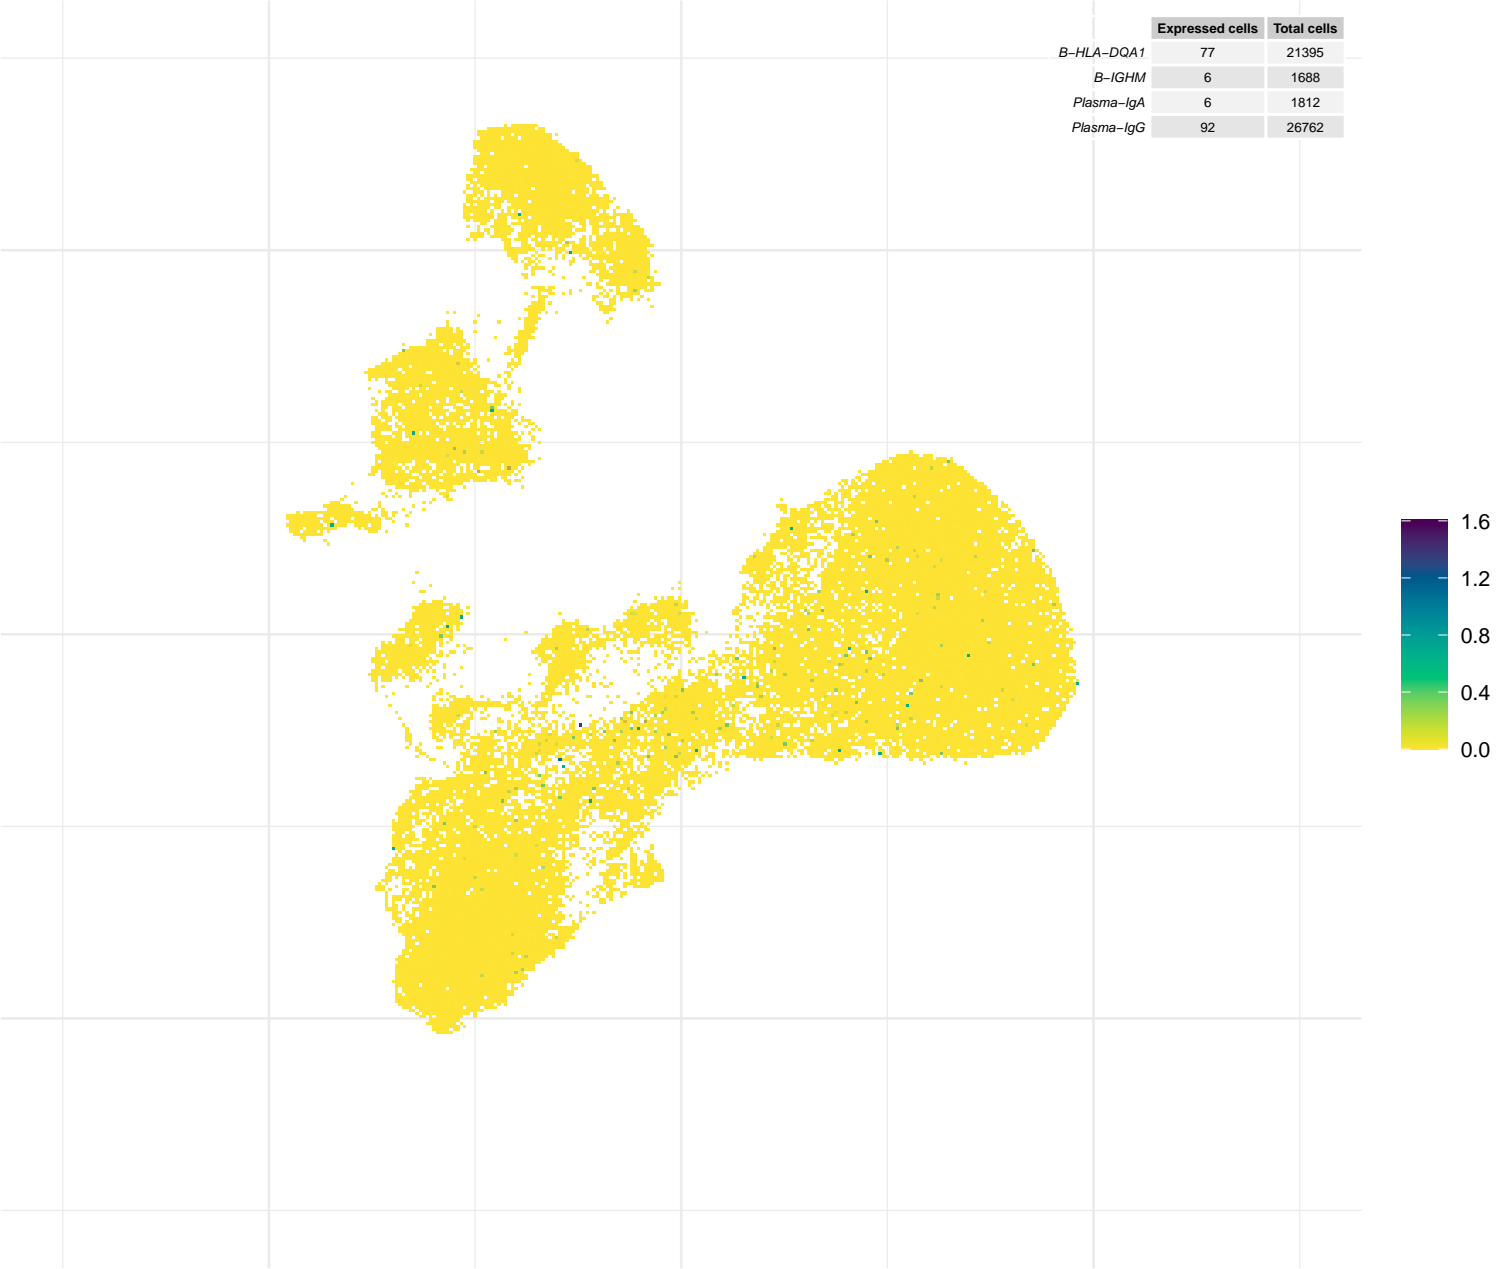 Expressed cells Total cells
B−HLA−DQA1 77 21395
B−IGHM 6 1688
Plasma−IgA 6 1812
Plasma−IgG 92 26762
1.6
1.2
0.8
0.4
0.0